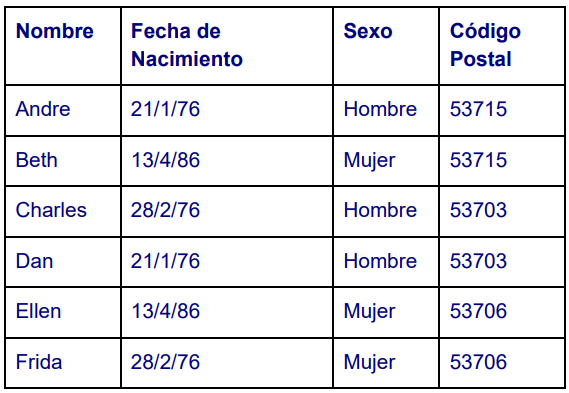 Nombre Fecha de Nacimiento Sexo Código Postal
Andre 21/1/76 Hombre 53715
Beth 13/4/86 Mujer 53715
Charles 28/2/76 Hombre 53703
Dan 21/1/76 Hombre 53703
Ellen 13/4/86 Mujer 53706
Frida 28/2/76 Mujer 53706